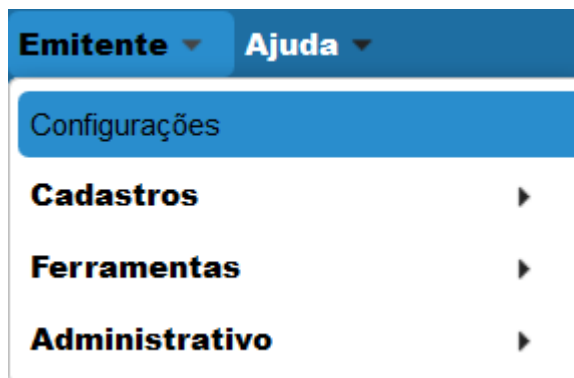 Emitente Ajuda
Configurações
Cadastros
Ferramentas
Administrativo